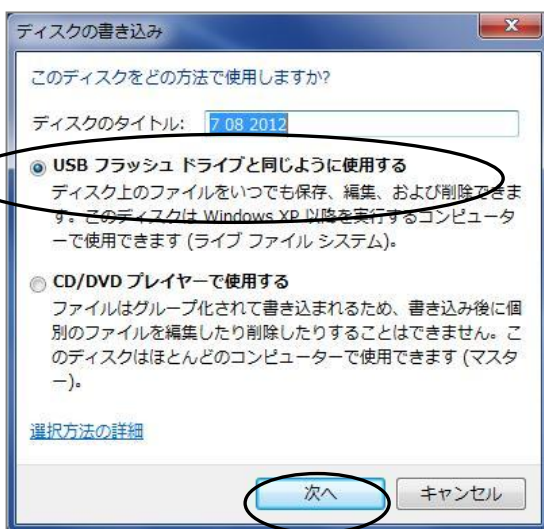 ディスクの書き込み
このディスクをどの方法で使用しますか?
ディスクのタイトル: 7 08 2012
USB フラッシュ ドライブと同じように使用する
ディスク上のファイルをいつでも保存、編集、および削除できま
す。このディスクは Windows XP 以降を実行するコンピュータ
ーで使用できます (ライブ ファイル システム)。
CD/DVD プレイヤーで使用する
ファイルはグループ化されて書き込まれるため、書き込み後に個
別のファイルを編集したり削除したりすることはできません。こ
のディスクはほとんどのコンピューターで使用できます (マスタ
ー)。
選択方法の詳細
次へ キャンセル